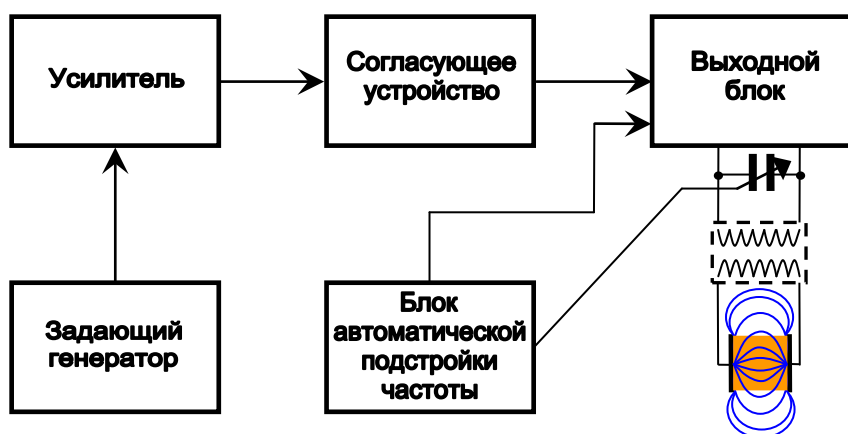 Усилитель
Согласующее
устройство
Выходной
блок
Задающий
генератор
Блок
автоматической
подстройки
частоты